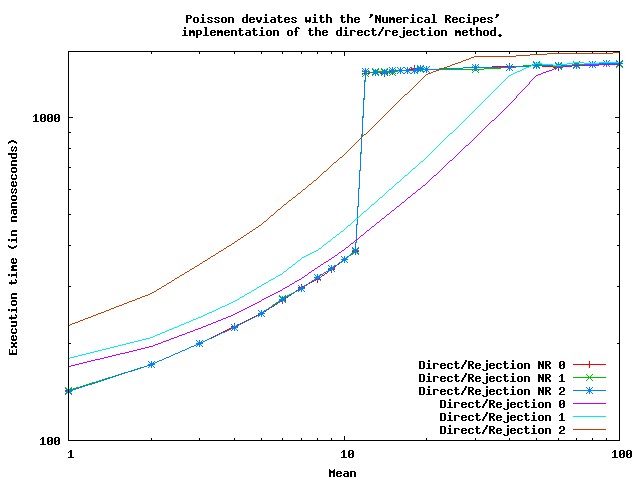 Poisson deviates with the 'Numerical Recipes'
implementation of the direct/rejection method.
Execution time (in nanoseconds)
1000
100
Direct/Rejection NR 0
Direct/Rejection NR 1
Direct/Rejection NR 2
Direct/Rejection 0
Direct/Rejection 1
Direct/Rejection 2
1
10
100
Mean